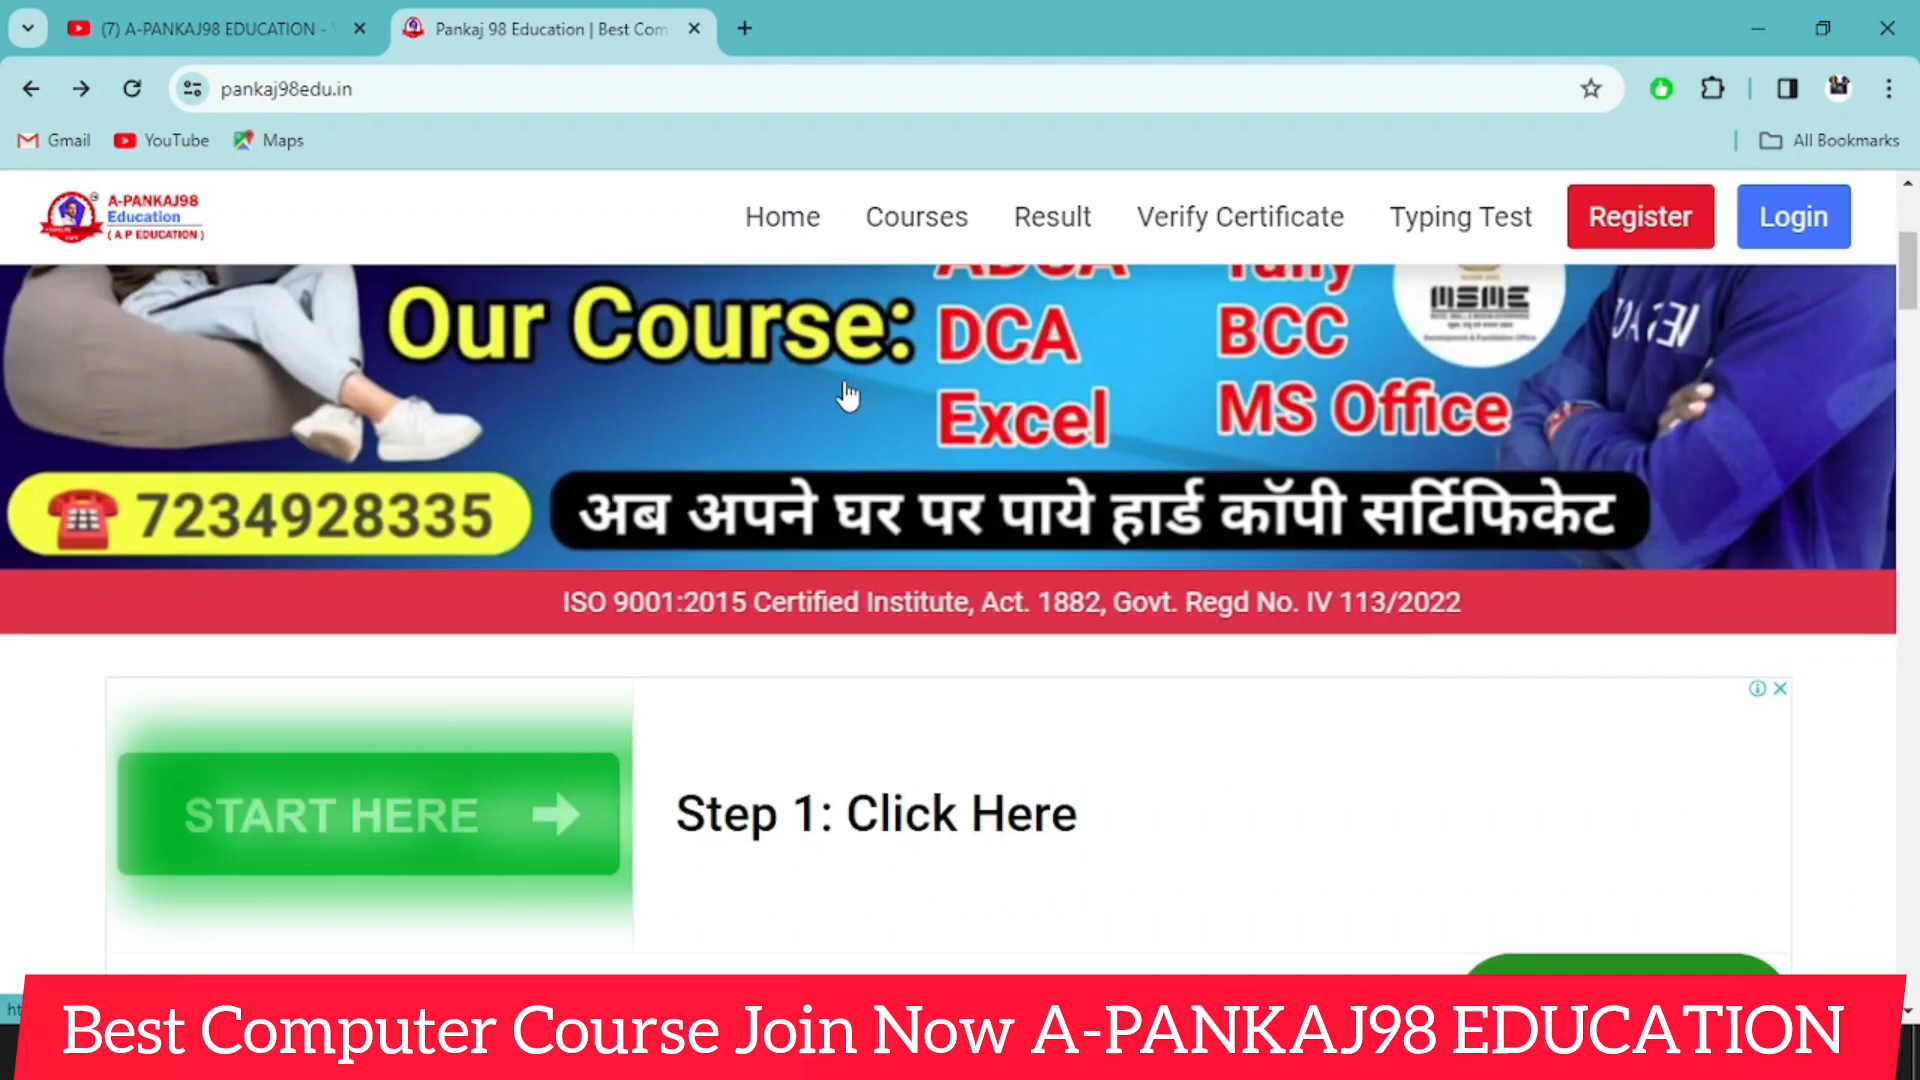 (7) A-PANKAJ98 EDUCATION -
Pankaj 98 Education | Best Com
pankaj98edu.in
Gmail
YouTube
Maps
All Bookmarks
A-PANKAJ98
Education
( A P EDUCATION )
Home
Courses
Result
Verify Certificate
Typing Test
Register
Login
Our Course:
ADCA
Tally
DCA
BCC
Excel
MS Office
MSME
7234928335
अब अपने घर पर पाये हार्ड कॉपी सर्टिफिकेट
ISO 9001:2015 Certified Institute, Act. 1882, Govt. Regd No. IV 113/2022
START HERE
Step 1: Click Here
Best Computer Course Join Now A-PANKAJ98 EDUCATION